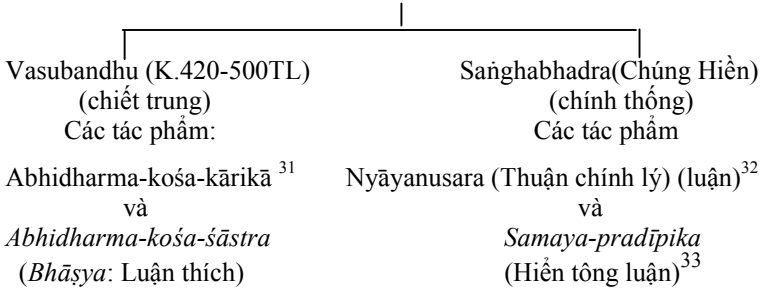 Vasubandhu (K.420-500TL) Saṅghabhadra(Chúng Hiền)
(chiết trung) (chính thống)
Các tác phẩm: Các tác phẩm
Abhidharma-kośa-kārikā 31 Nyāyanusara (Thuận chính lý) (luận)32
và và
Abhidharma-kośa-śāstra Samaya-pradīpika
(Bhāṣya: Luận thích) (Hiển tông luận)33